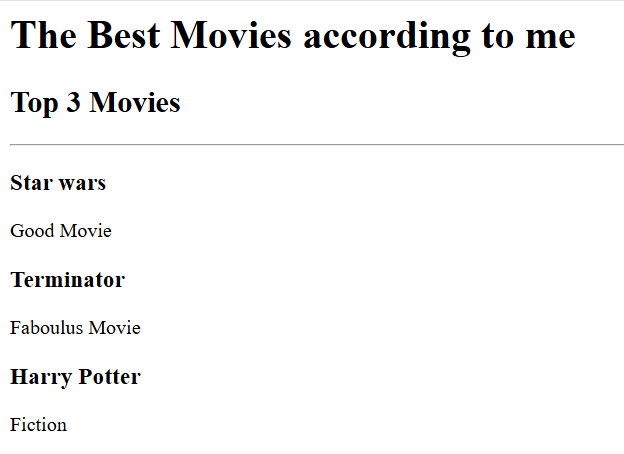 The Best Movies according to me
Top 3 Movies
Star wars
Good Movie
Terminator
Faboulus Movie
Harry Potter
Fiction